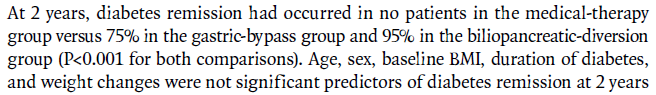 At 2 years, diabetes remission had occurred in no patients in the medical-therapy
group versus 75% in the gastric-bypass group and 95% in the biliopancreatic-diversion
group (P<0.001 for both comparisons). Age, sex, baseline BMI, duration of diabetes,
and weight changes were not significant predictors of diabetes remission at 2 years